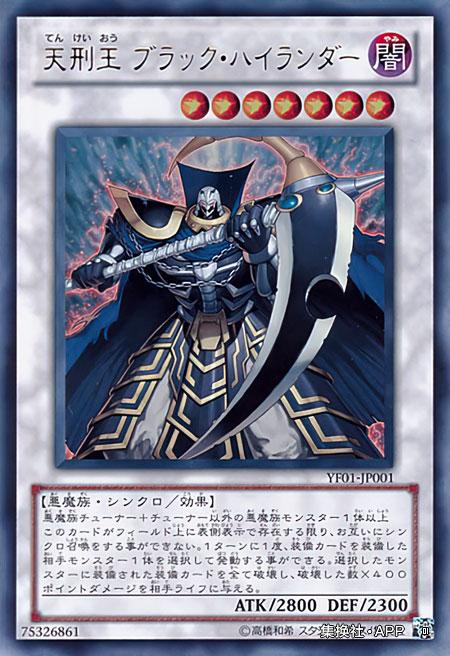 てんけいおう
天刑王 ブラック・ハイランダー
やみ
闇
YF01-JP001
【悪魔族・シンクロ/効果】
悪魔族チューナー+チューナー以外の悪魔族モンスター1体以上
このカードがフィールド上に表側表示で存在する限り、お互いにシン
クロ召喚をする事ができない。1ターンに1度、装備カードを装備した
相手モンスター1体を選択して発動する事ができる。選択したモン
スターに装備された装備カードを全て破壊し、破壊した数×400
ポイントダメージを相手ライフに与える。
ATK/2800 DEF/2300
75326861 ©高橋和希 スタジオ・ 集英社・APP